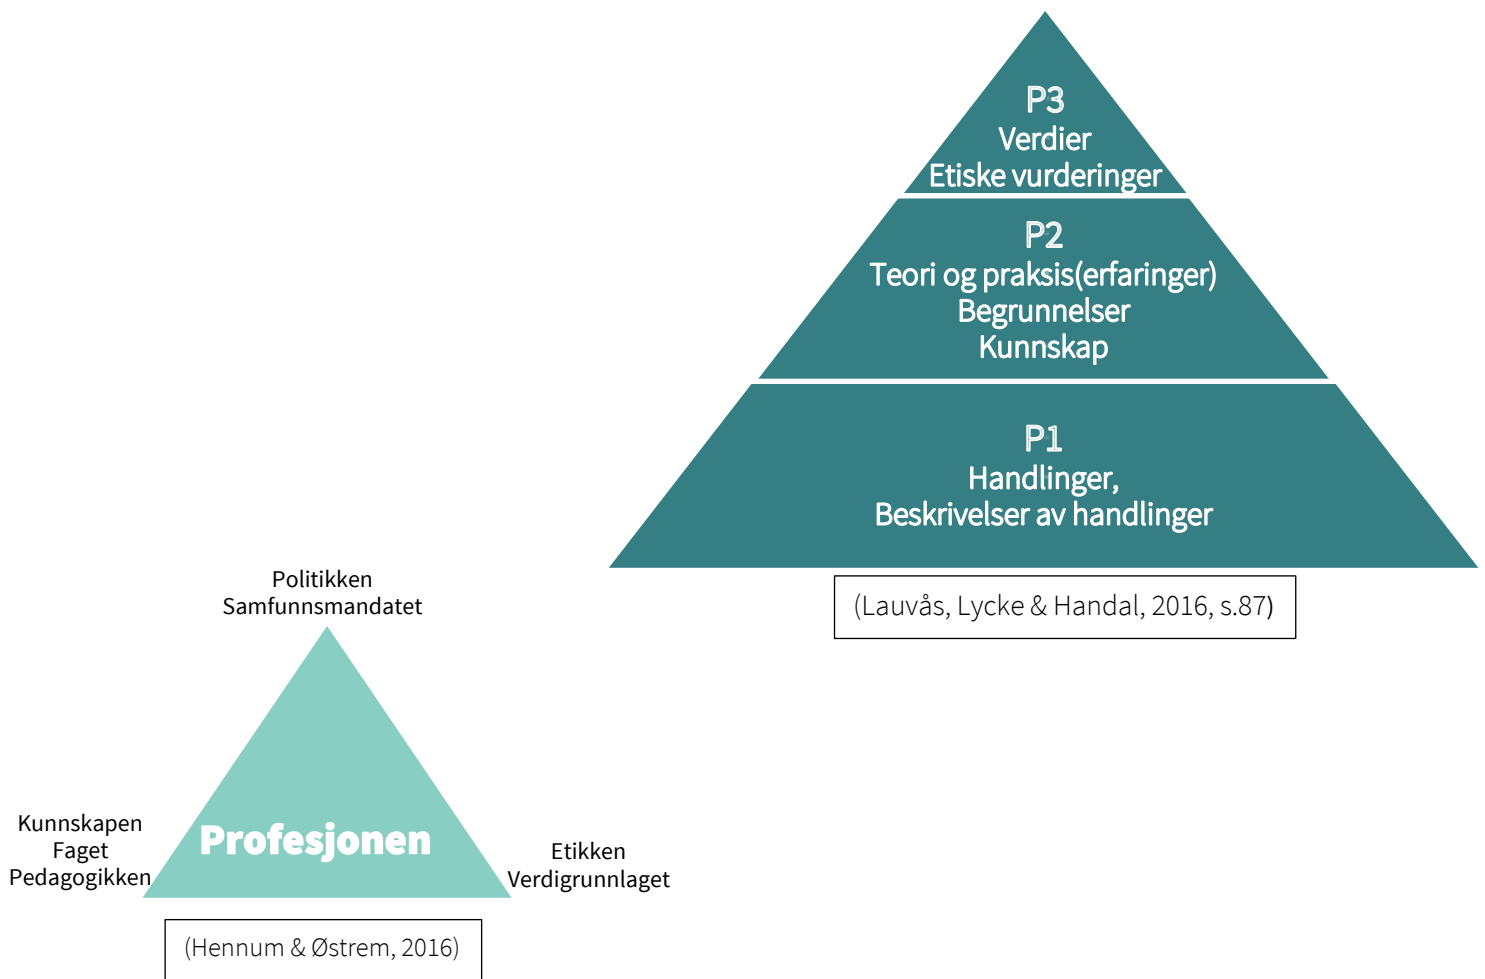 P3
Verdier
Etiske vurderinger
P2
Teori og praksis(erfaringer)
Begrunnelser
Kunnskap
P1
Handlinger,
Beskrivelser av handlinger
(Lauvås, Lycke & Handal, 2016, s.87)
Politikken
Samfunnsmandatet
Kunnskapen
Faget
Pedagogikken
Profesjonen
Etikken
Verdigrunnlaget
(Hennum & Østrem, 2016)